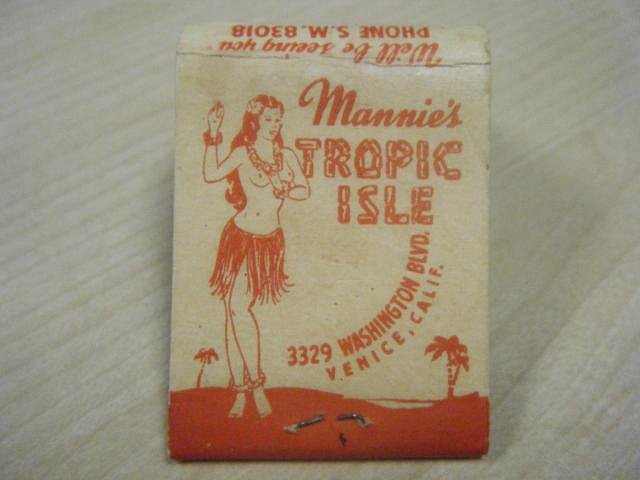 We'll be seeing you
PHONE S.M. 83018
Mannie's
TROPIC
ISLE
3329 WASHINGTON BLVD.
VENICE, CALIF.